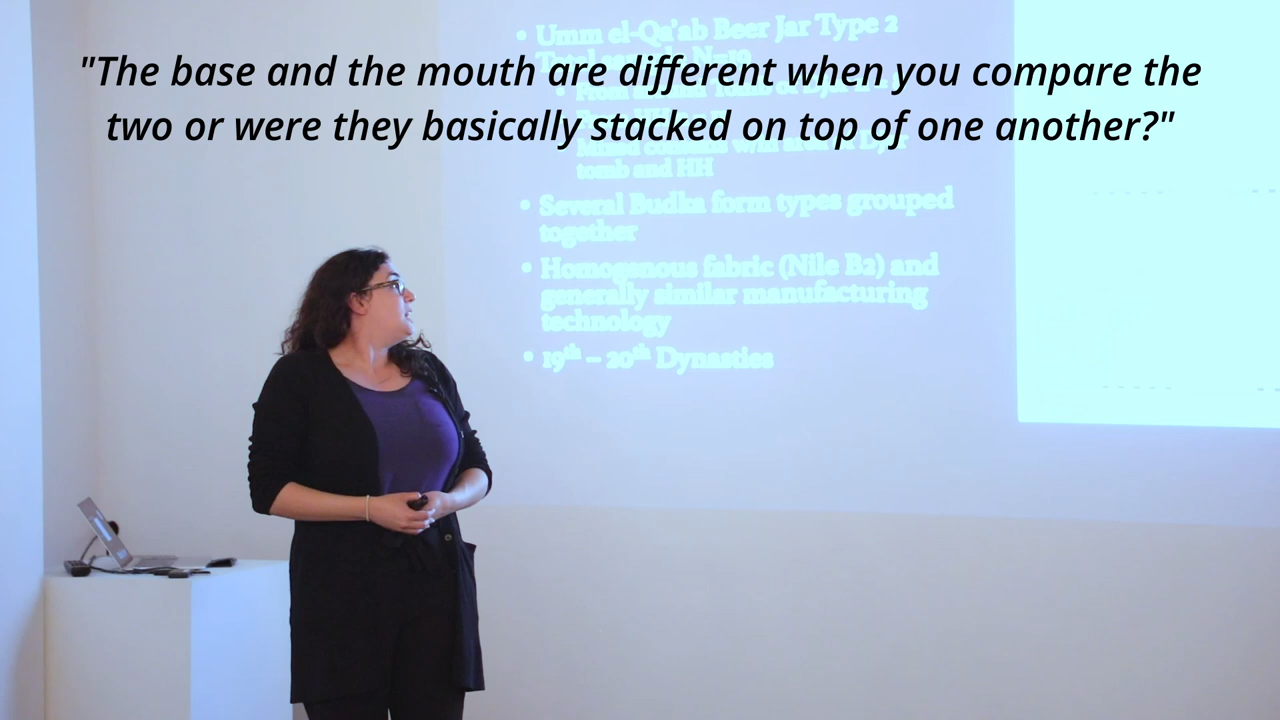 "The base and the mouth are different when you compare the
two or were they basically stacked on top of one another?"
• Umm el-Qa'ab Beer Jar Type 2
Total
tomb and HH
• Several Budka form types grouped
together
• Homogenous fabric (Nile B2) and
generally similar manufacturing
technology
• 19th – 20th Dynasties